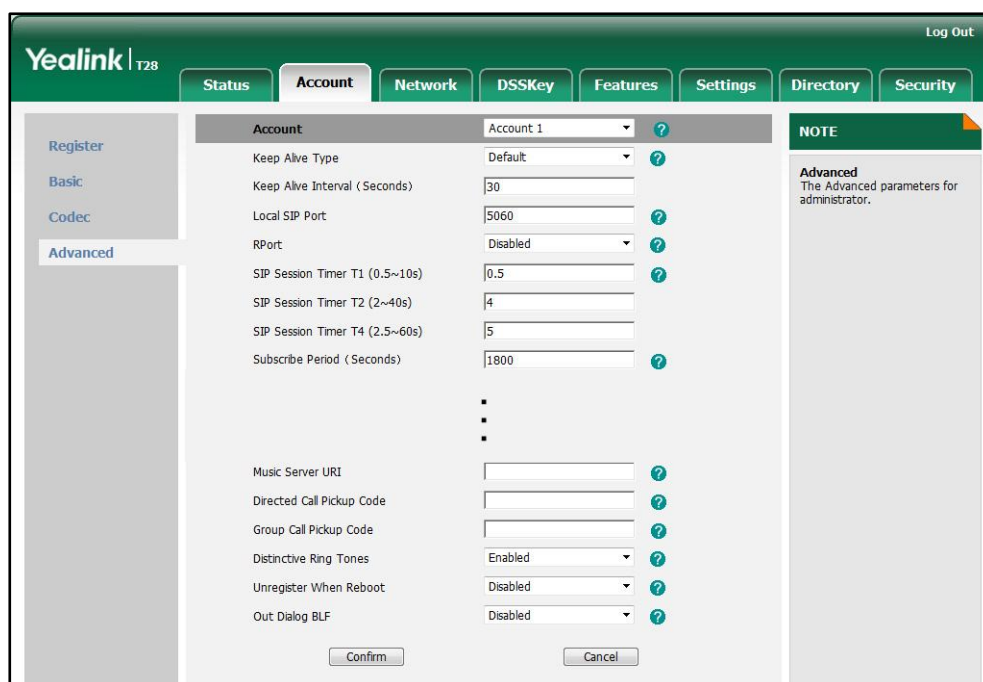 Log Out
Yealink T28
Status Account Network DSSKey Features Settings Directory Security
Register
Basic
Codec
Advanced
Account Account 1 ?
Keep Alive Type Default ?
Keep Alive Interval (Seconds) 30
Local SIP Port 5060 ?
RPort Disabled ?
SIP Session Timer T1 (0.5~10s) 0.5 ?
SIP Session Timer T2 (2~40s) 4
SIP Session Timer T4 (2.5~60s) 5
Subscribe Period (Seconds) 1800 ?
Music Server URI ?
Directed Call Pickup Code ?
Group Call Pickup Code ?
Distinctive Ring Tones Enabled ?
Unregister When Reboot Disabled ?
Out Dialog BLF Disabled ?
Confirm Cancel
NOTE
Advanced
The Advanced parameters for
administrator.